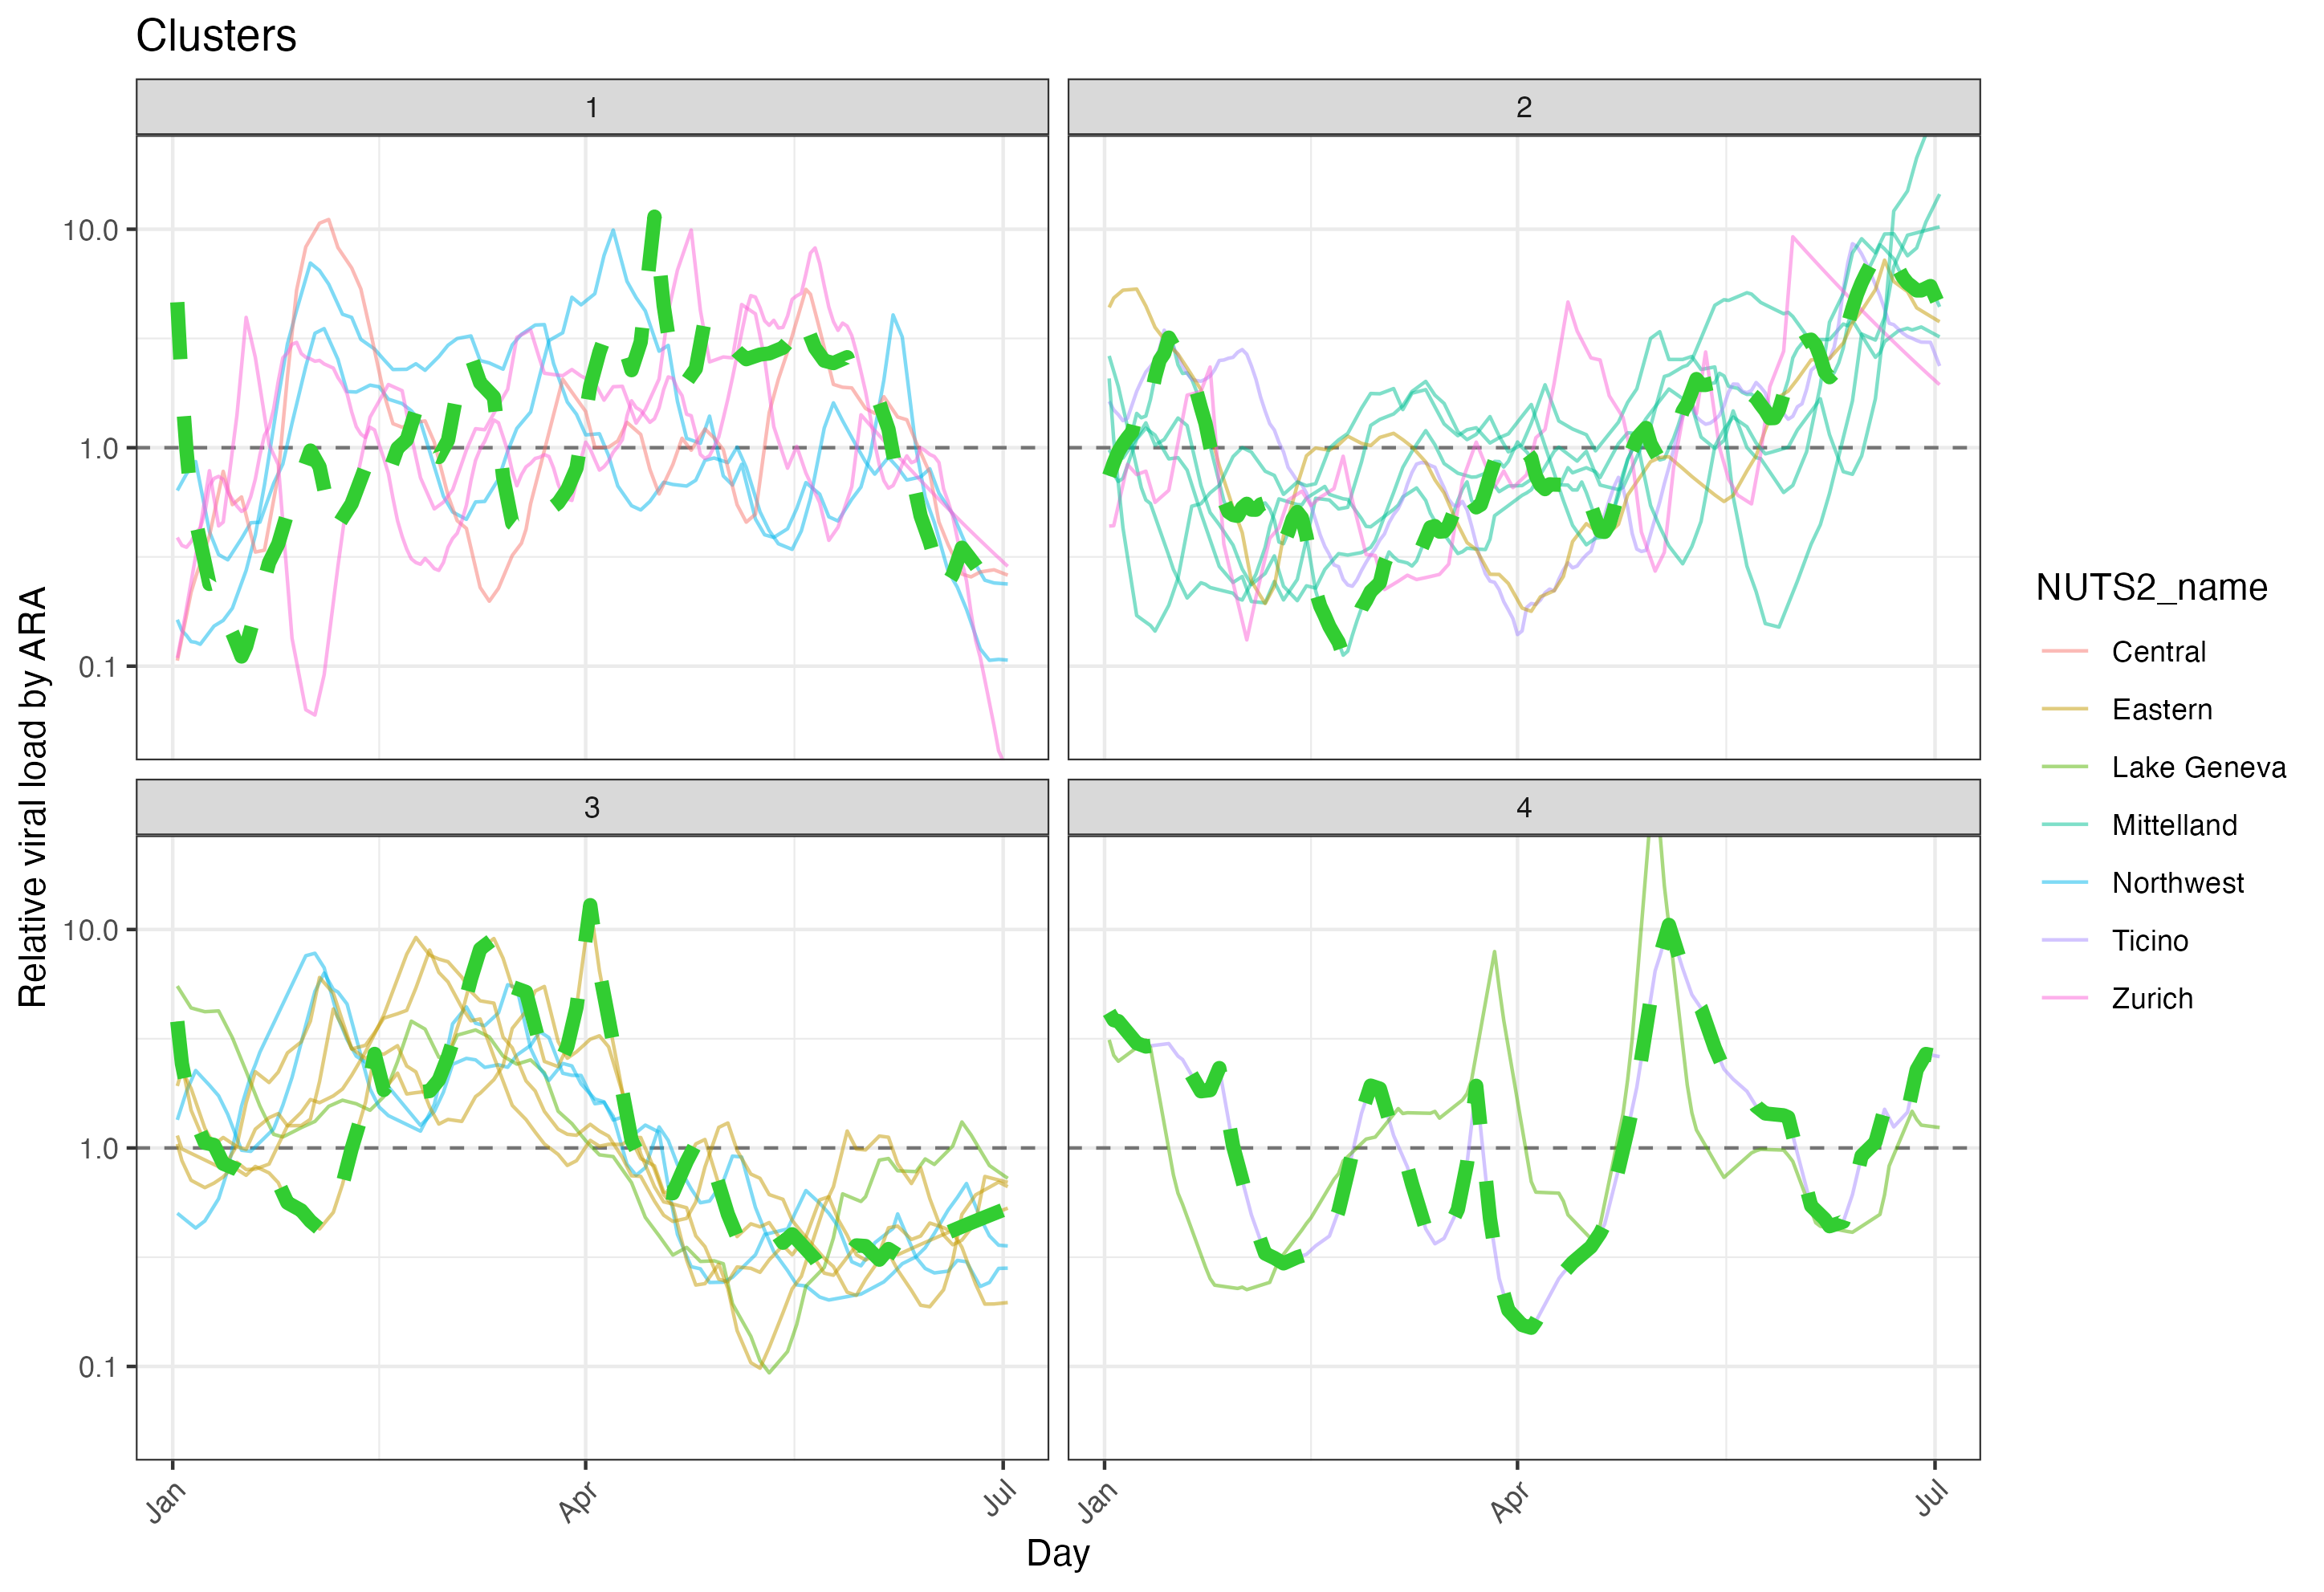 Clusters
1
2
10.0
1.0
0.1
3
4
10.0
1.0
0.1
Jan
Apr
Jul
Jan
Apr
Jul
Day
Relative viral load by ARA
NUTS2_name
Central
Eastern
Lake Geneva
Mittelland
Northwest
Ticino
Zurich